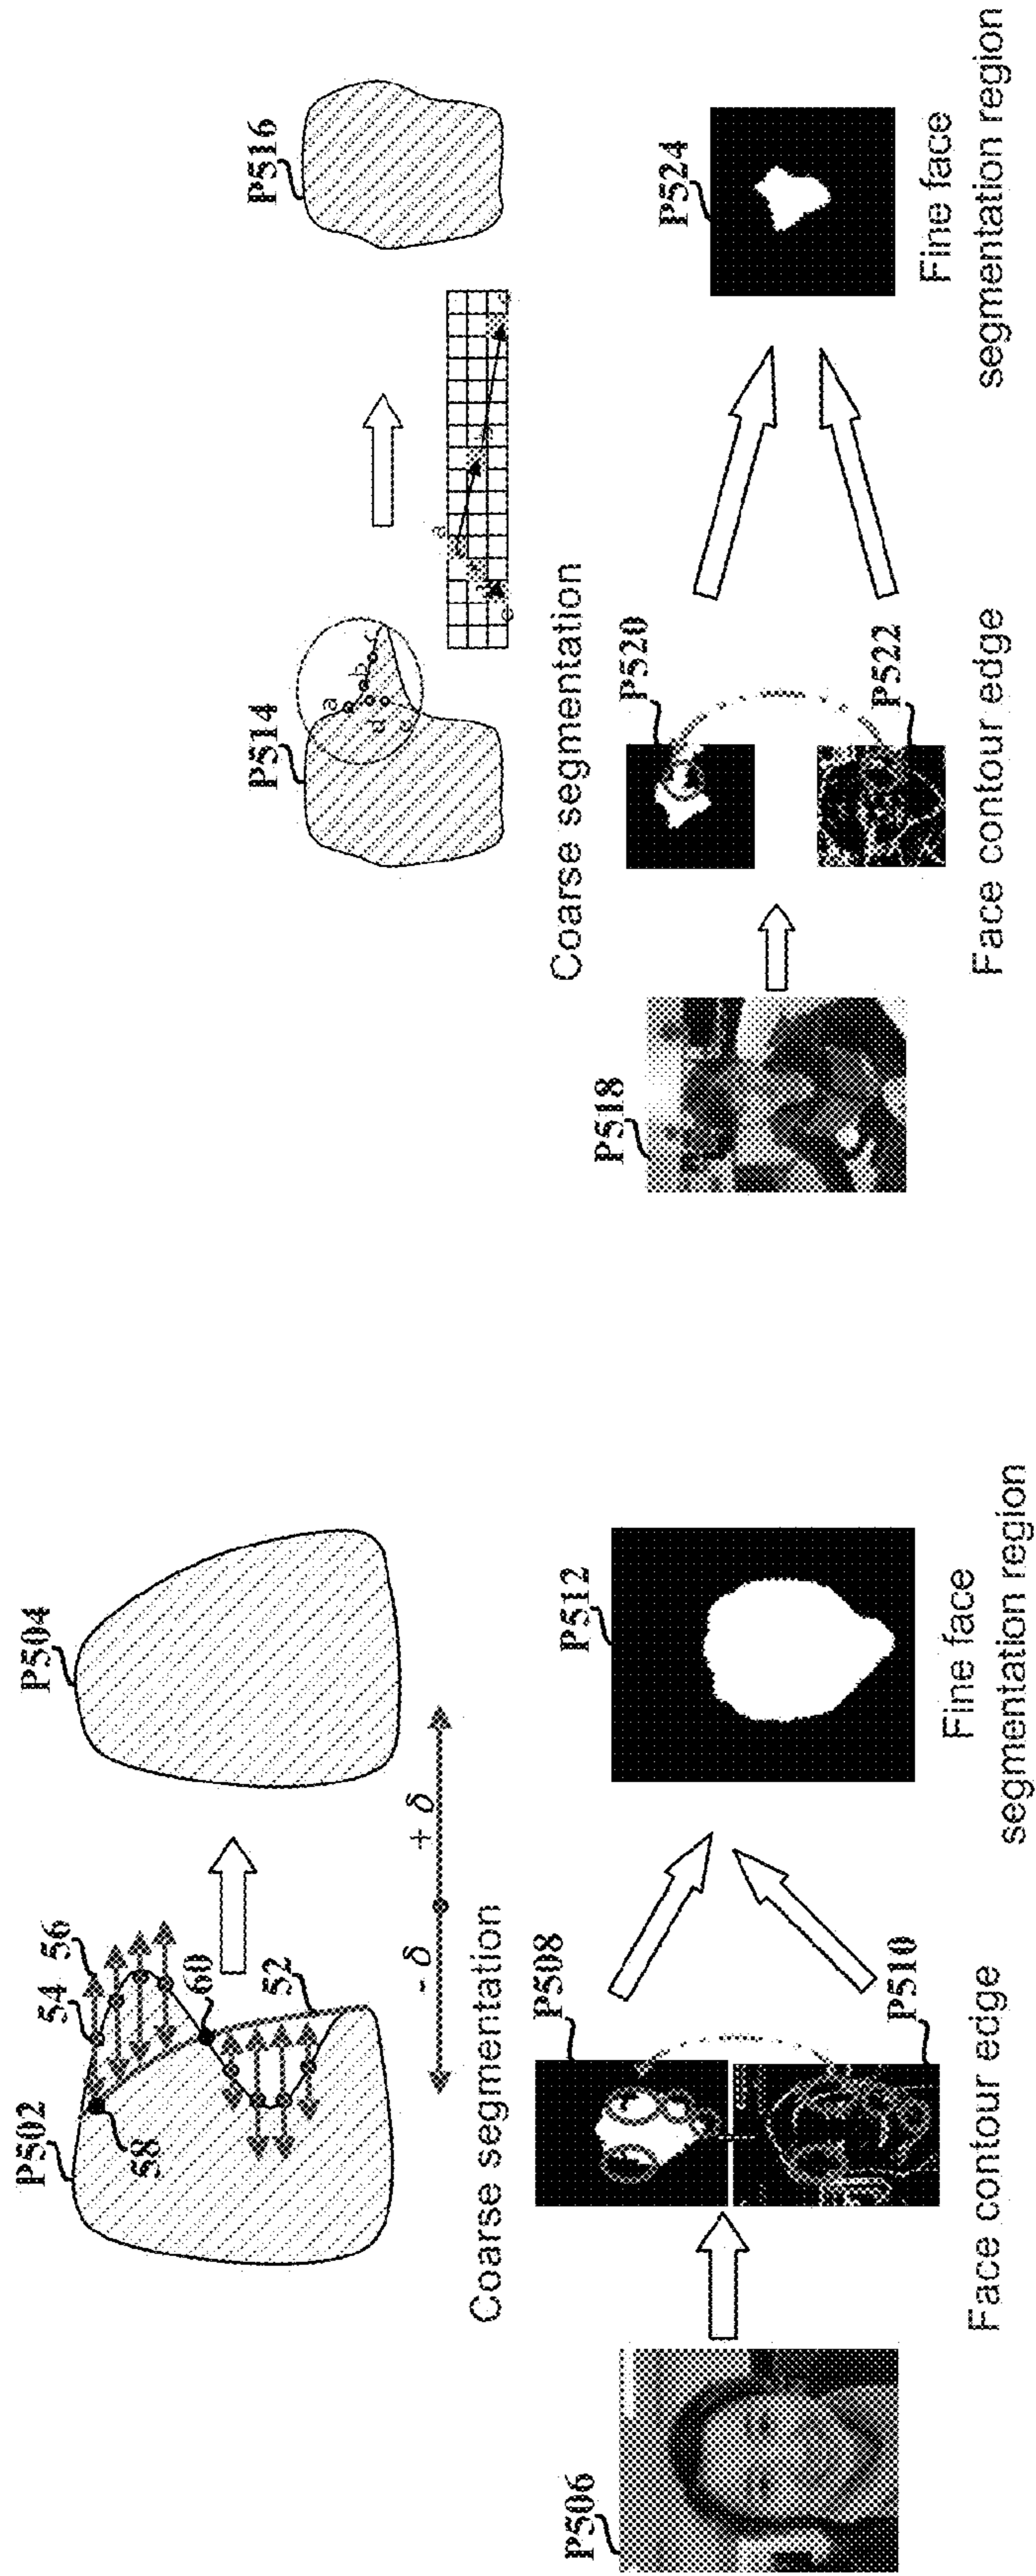 P502
54
56
58
60
52
P504
- δ
+ δ
Coarse segmentation
P506
P508
P510
P512
Face contour edge
Fine face
segmentation region
P514
a
b
c
d
P516
a
Coarse segmentation
P518
P520
P522
P524
Face contour edge
Fine face
segmentation region